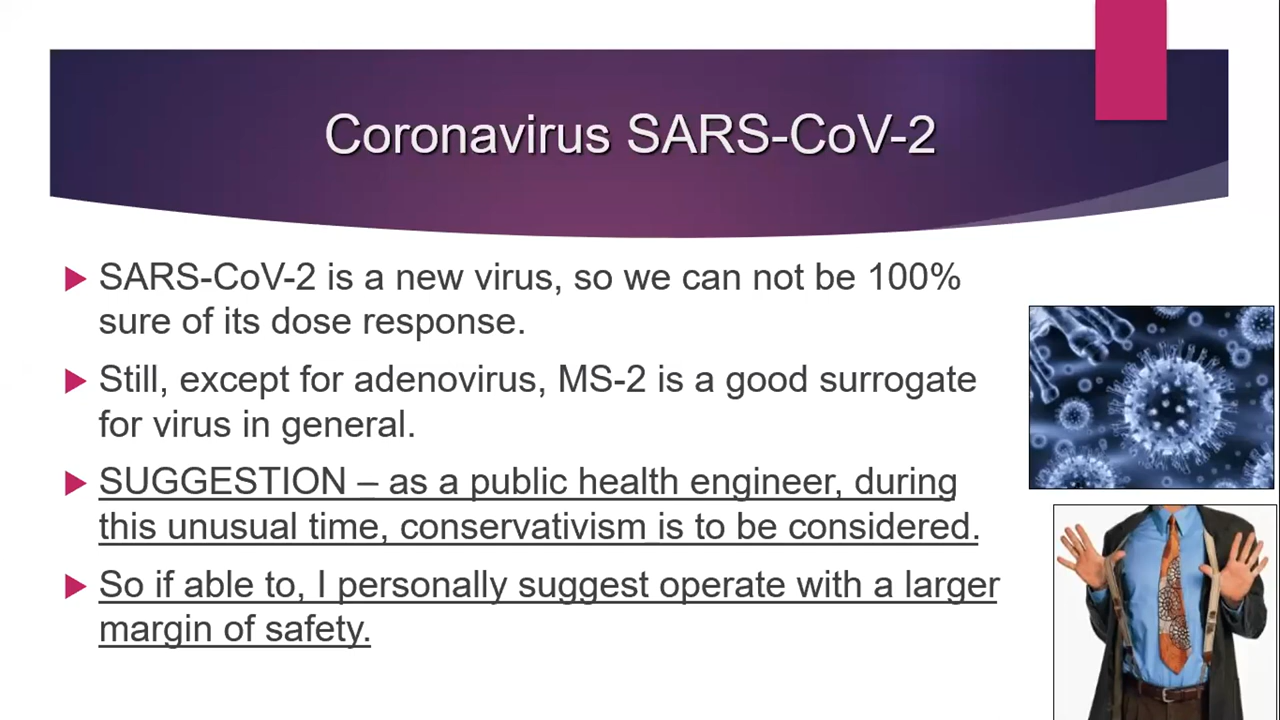 Coronavirus SARS-CoV-2
SARS-CoV-2 is a new virus, so we can not be 100%
sure of its dose response.
Still, except for adenovirus, MS-2 is a good surrogate
for virus in general.
SUGGESTION – as a public health engineer, during
this unusual time, conservativism is to be considered.
So if able to, I personally suggest operate with a larger
margin of safety.